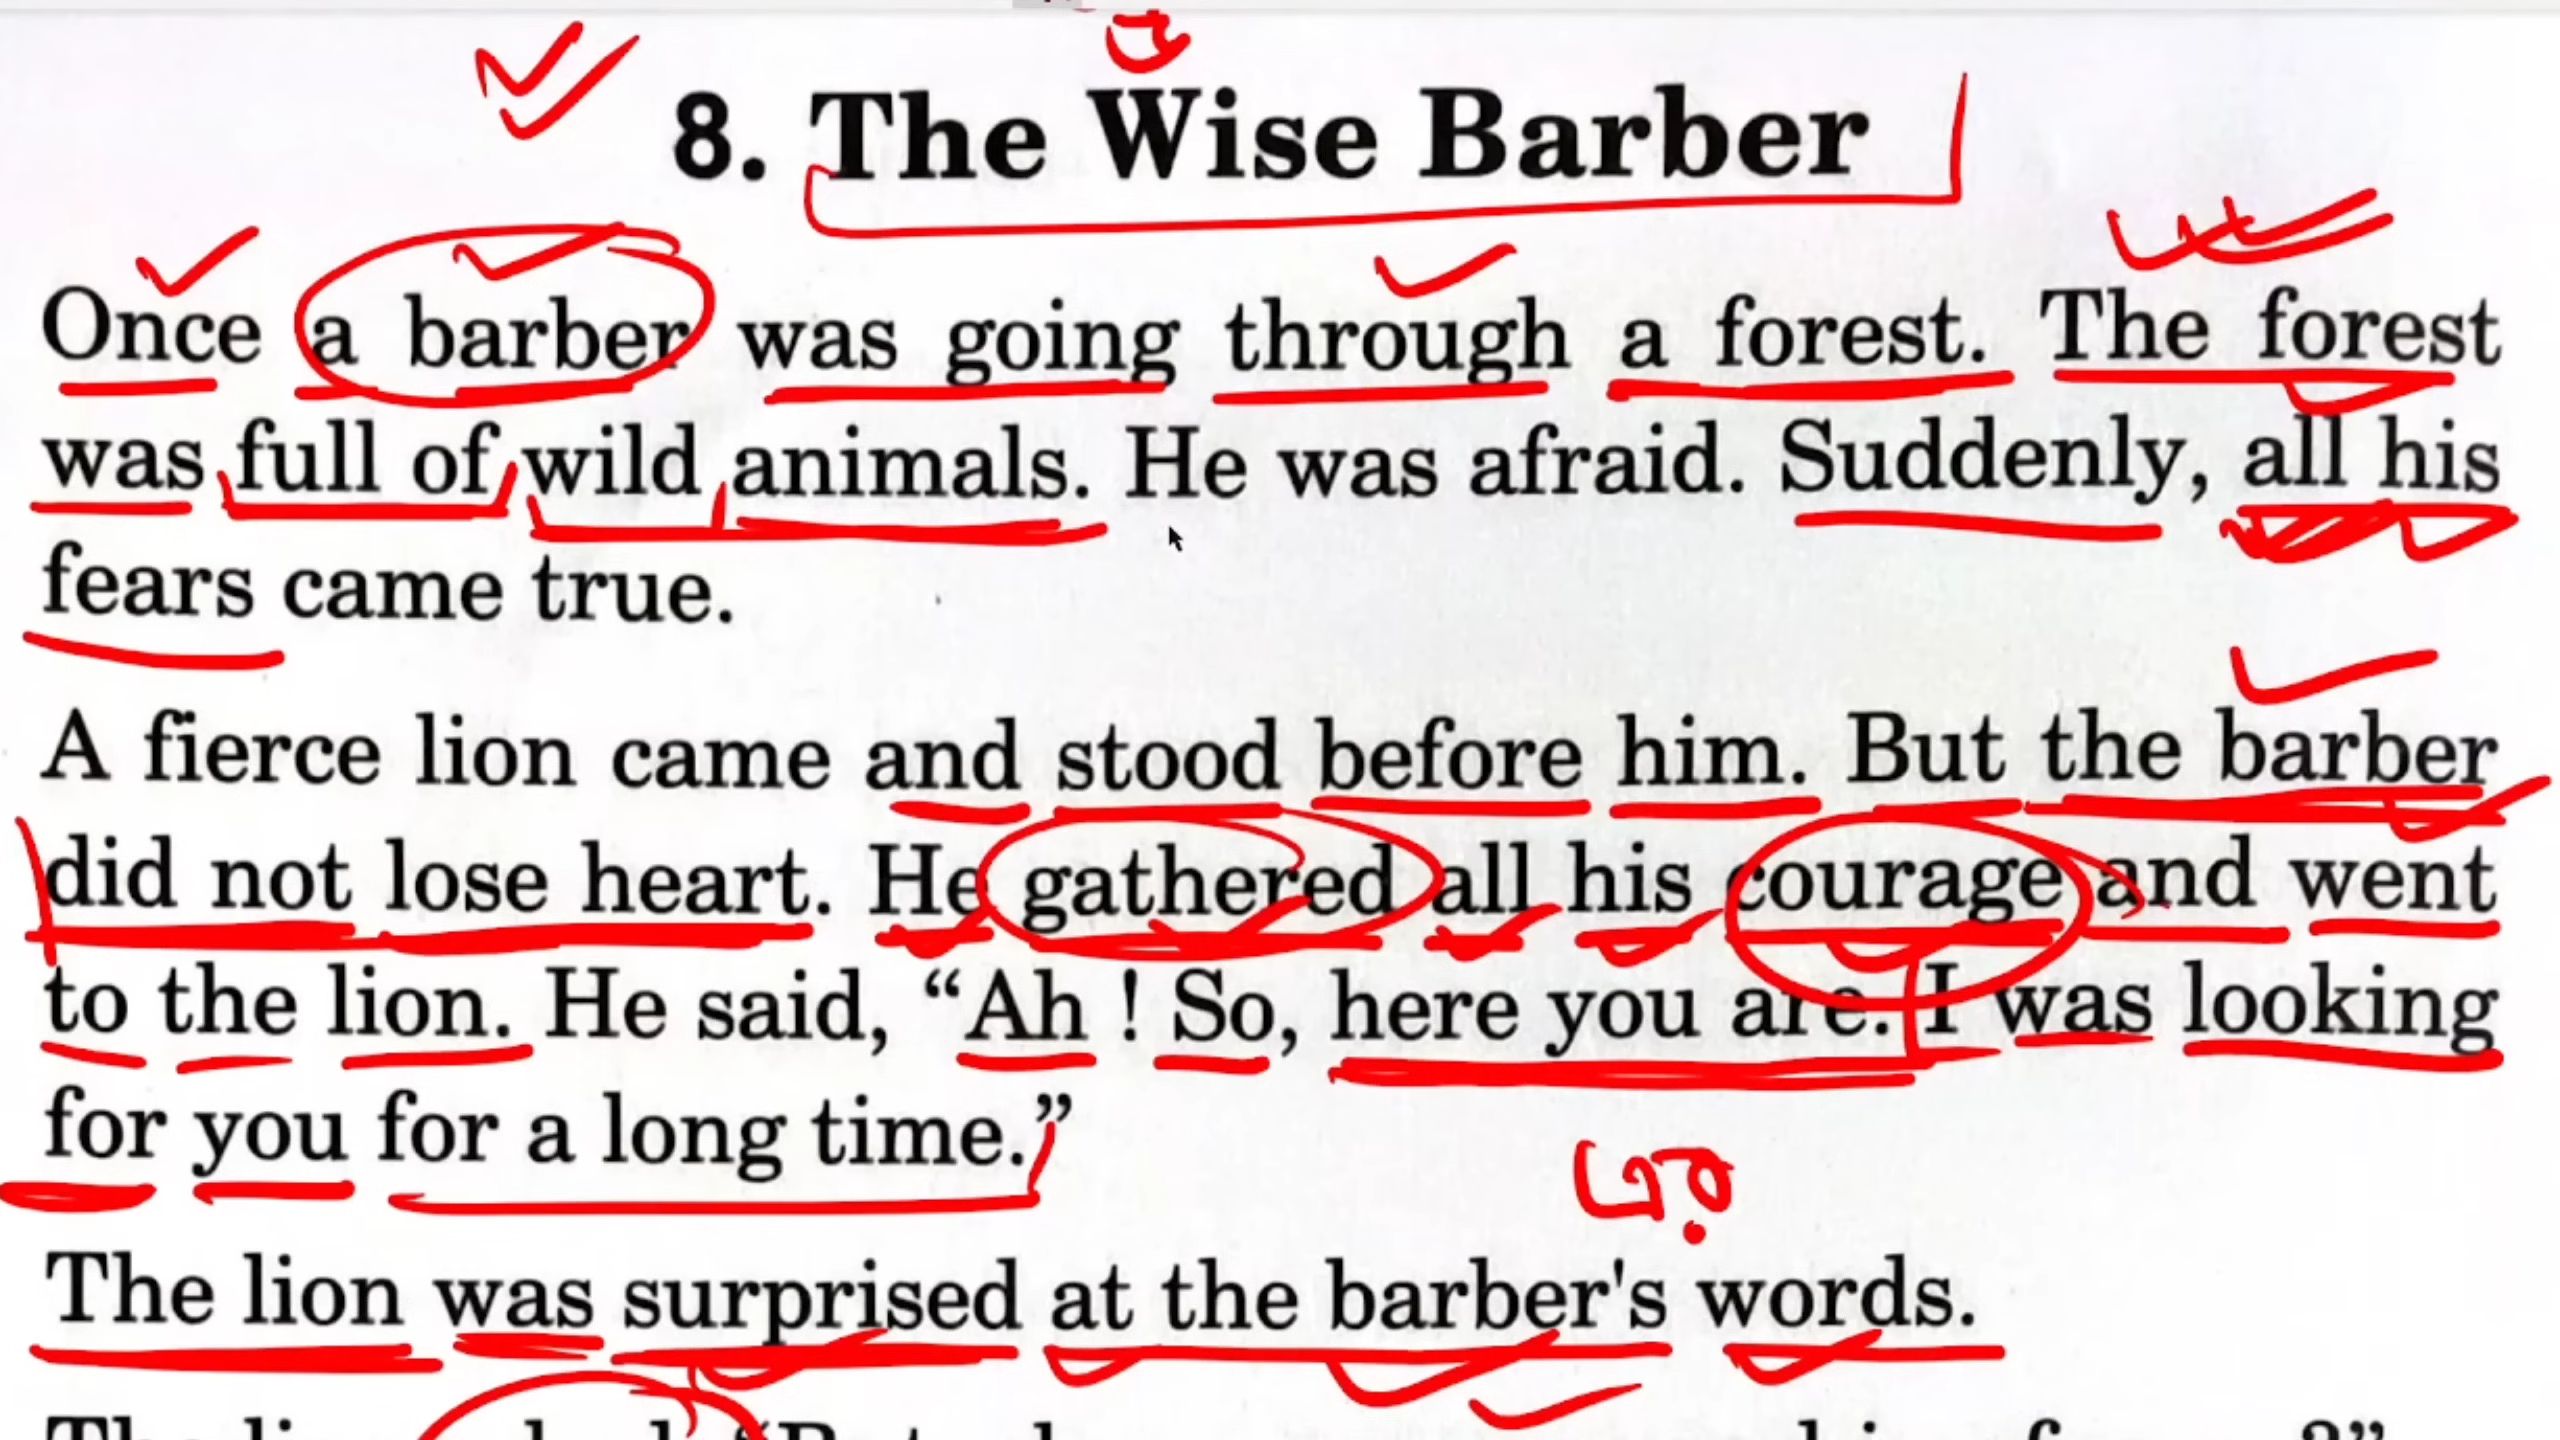 8. The Wise Barber
Once a barber was going through a forest. The forest
was full of wild animals. He was afraid. Suddenly, all his
fears came true.
A fierce lion came and stood before him. But the barber
did not lose heart. He gathered all his courage and went
to the lion. He said, “Ah ! So, here you are. I was looking
for you for a long time.”
The lion was surprised at the barber's words.